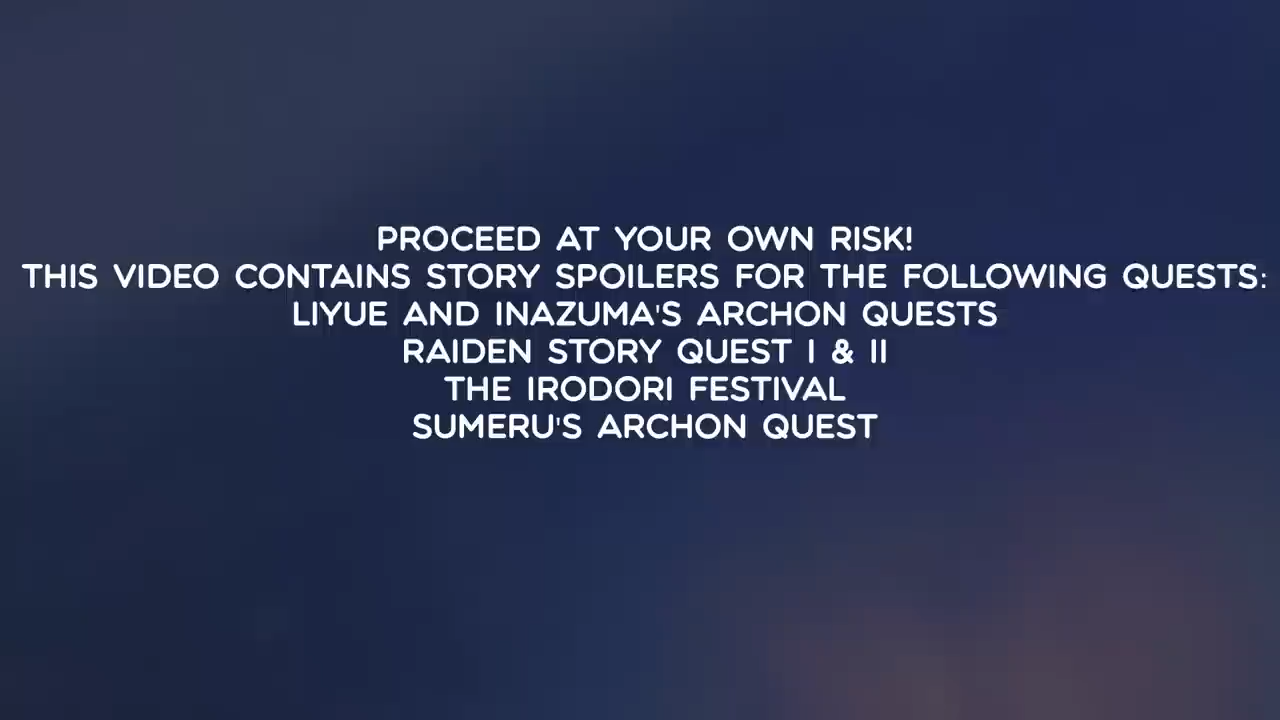 PROCEED AT YOUR OWN RISK!
THIS VIDEO CONTAINS STORY SPOILERS FOR THE FOLLOWING QUESTS:
LIYUE AND INAZUMA'S ARCHON QUESTS
RAIDEN STORY QUEST I & II
THE IRODORI FESTIVAL
SUMERU'S ARCHON QUEST